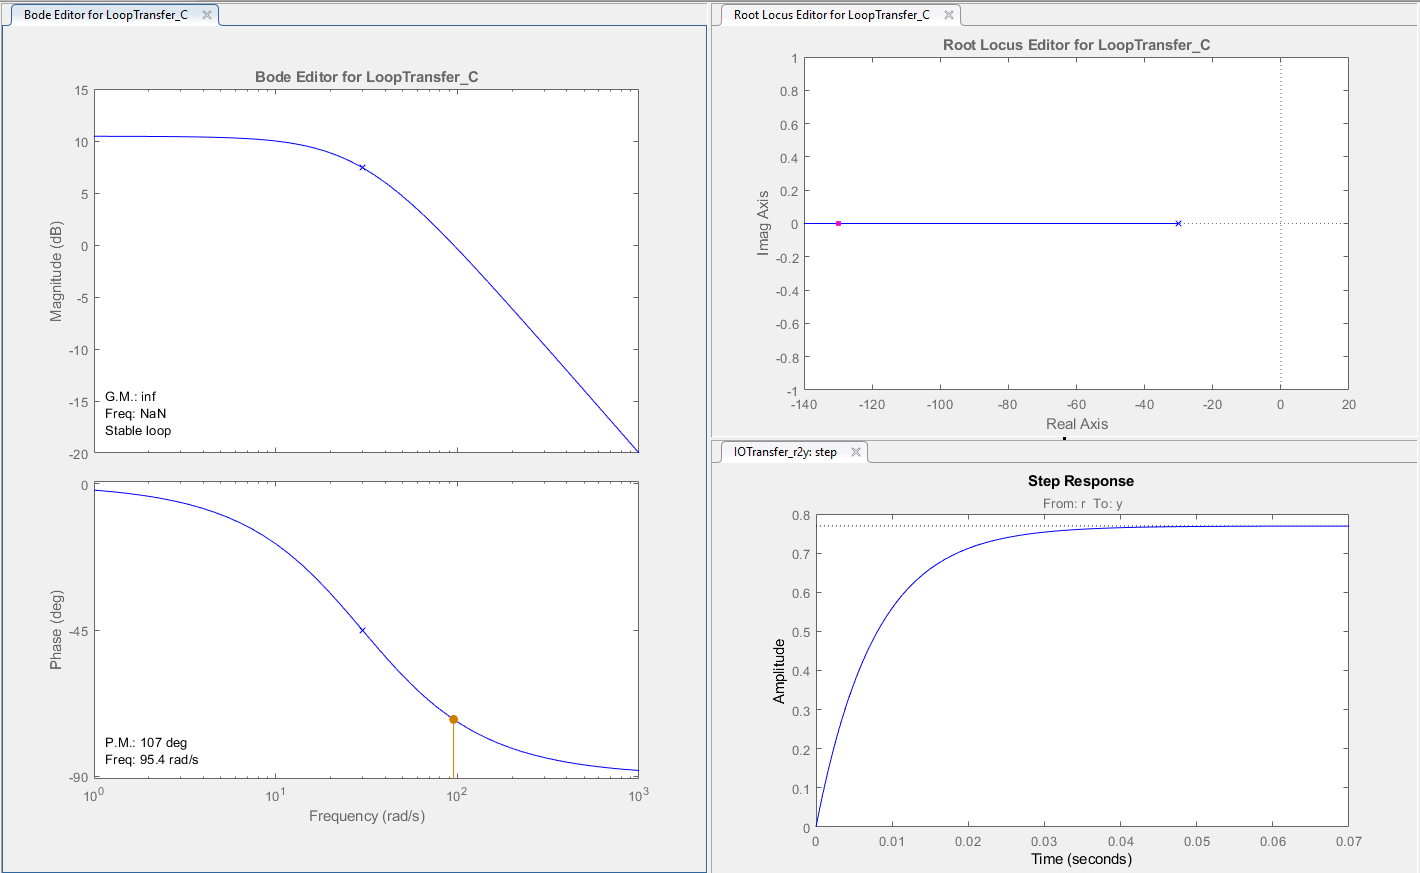 Bode Editor for LoopTransfer_C
Bode Editor for LoopTransfer_C
15
10
5
0
-5
-10
-15
-20
Magnitude (dB)
G.M.: inf
Freq: NaN
Stable loop
0
-45
-90
Phase (deg)
P.M.: 107 deg
Freq: 95.4 rad/s
10^0 10^1 10^2 10^3
Frequency (rad/s)
Root Locus Editor for LoopTransfer_C
Root Locus Editor for LoopTransfer_C
1
0.8
0.6
0.4
0.2
0
-0.2
-0.4
-0.6
-0.8
-1
Imag Axis
-140 -120 -100 -80 -60 -40 -20 0 20
Real Axis
IOTransfer_r2y: step
Step Response
From: r To: y
0.8
0.7
0.6
0.5
0.4
0.3
0.2
0.1
0
Amplitude
0 0.01 0.02 0.03 0.04 0.05 0.06 0.07
Time (seconds)